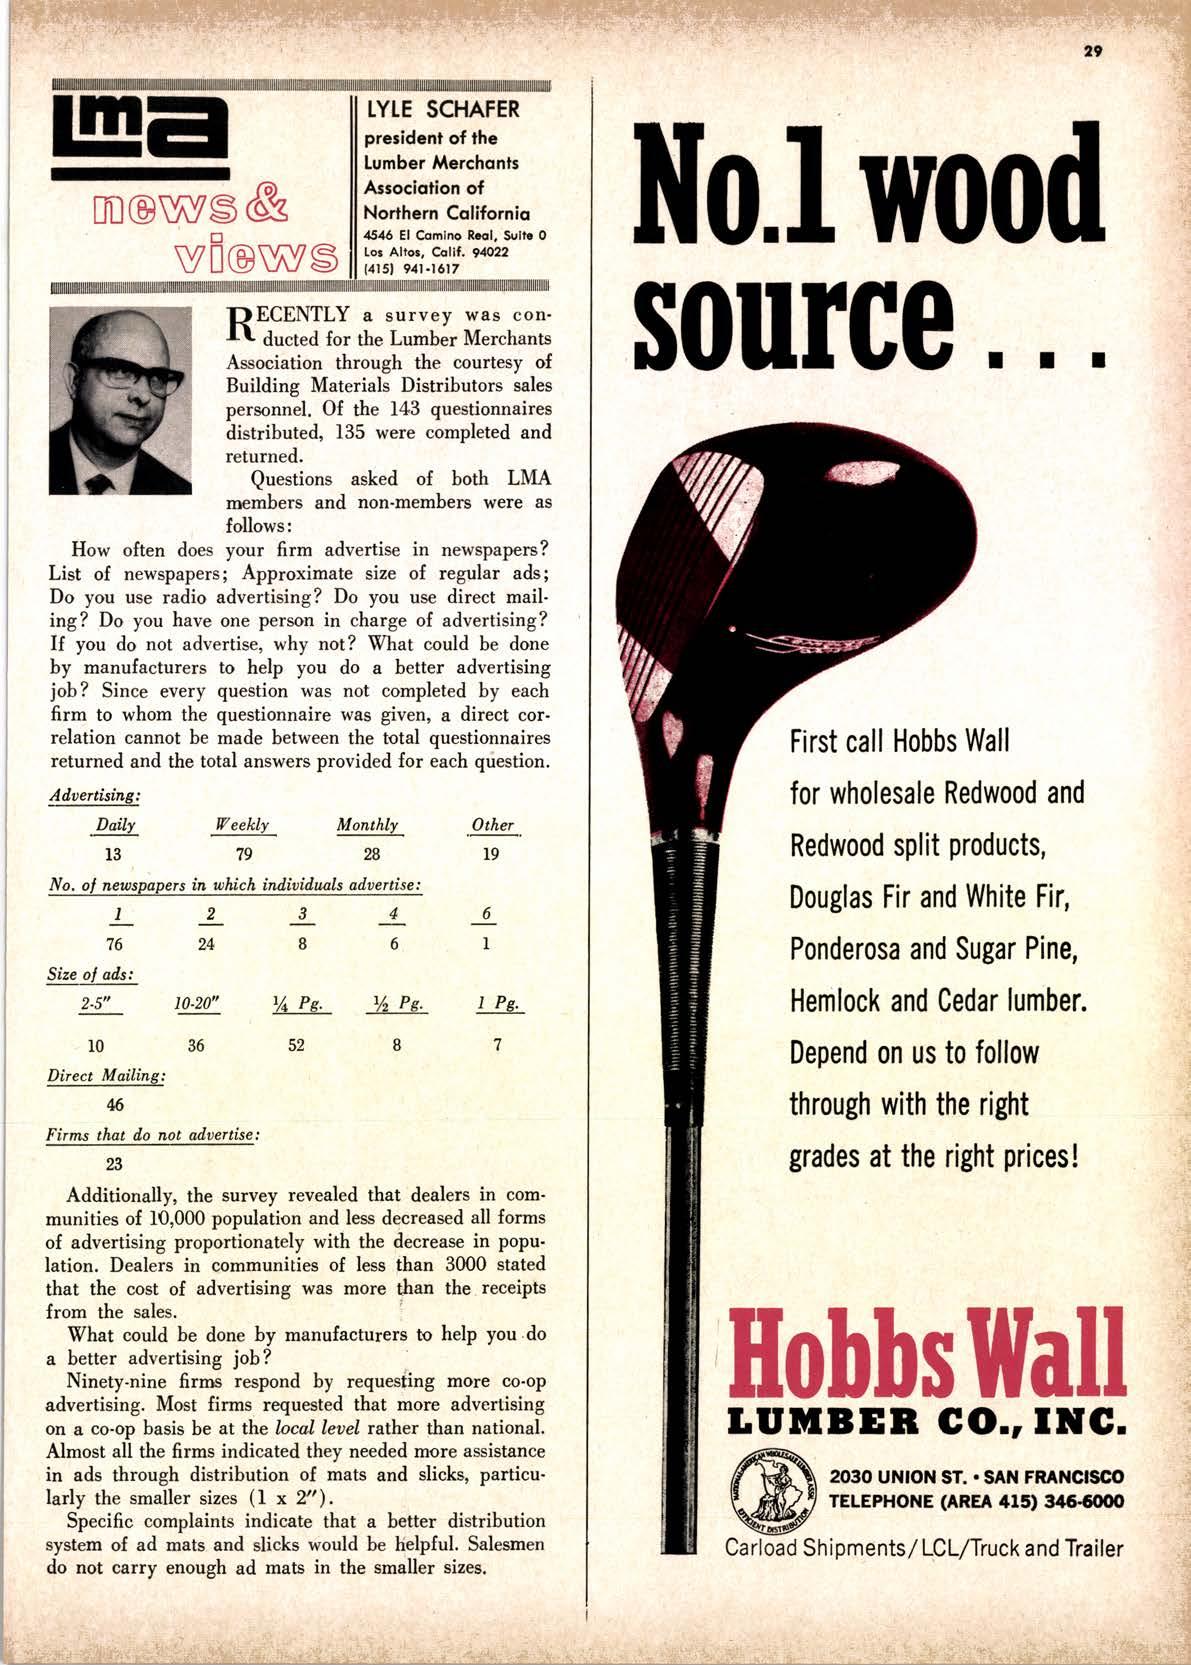 29
Lma
news &
views
LYLE SCHAFER
president of the
Lumber Merchants
Association of
Northern California
4546 El Camino Real, Suite O
Los Altos, Calif. 94022
(415) 941-1617
RECENTLY a survey was con-
ducted for the Lumber Merchants
Association through the courtesy of
Building Materials Distributors sales
personnel. Of the 143 questionnaires
distributed, 135 were completed and
returned.
Questions asked of both LMA
members and non-members were as
follows:
How often does your firm advertise in newspapers?
List of newspapers; Approximate size of regular ads;
Do you use radio advertising? Do you use direct mail-
ing? Do you have one person in charge of advertising?
If you do not advertise, why not? What could be done
by manufacturers to help you do a better advertising
job? Since every question was not completed by each
firm to whom the questionnaire was given, a direct cor-
relation cannot be made between the total questionnaires
returned and the total answers provided for each question.
Advertising:
Daily Weekly Monthly Other
13 79 28 19
No. of newspapers in which individuals advertise:
1 2 3 4 6
76 24 8 6 1
Size of ads:
2-5" 10-20" ¼ Pg. ½ Pg. 1 Pg.
10 36 52 8 7
Direct Mailing:
46
Firms that do not advertise:
23
Additionally, the survey revealed that dealers in com-
munities of 10,000 population and less decreased all forms
of advertising proportionately with the decrease in popu-
lation. Dealers in communities of less than 3000 stated
that the cost of advertising was more than the receipts
from the sales.
What could be done by manufacturers to help you do
a better advertising job?
Ninety-nine firms respond by requesting more co-op
advertising. Most firms requested that more advertising
on a co-op basis be at the local level rather than national.
Almost all the firms indicated they needed more assistance
in ads through distribution of mats and slicks, particu-
larly the smaller sizes (1 x 2").
Specific complaints indicate that a better distribution
system of ad mats and slicks would be helpful. Salesmen
do not carry enough ad mats in the smaller sizes.
No.1 wood
source . . .
First call Hobbs Wall
for wholesale Redwood and
Redwood split products,
Douglas Fir and White Fir,
Ponderosa and Sugar Pine,
Hemlock and Cedar lumber.
Depend on us to follow
through with the right
grades at the right prices!
Hobbs Wall
LUMBER CO., INC.
NATIONAL-AMERICAN WHOLESALE LUMBER ASSN.
EFFICIENT DISTRIBUTION
2030 UNION ST. • SAN FRANCISCO
TELEPHONE (AREA 415) 346-6000
Carload Shipments/LCL/Truck and Trailer